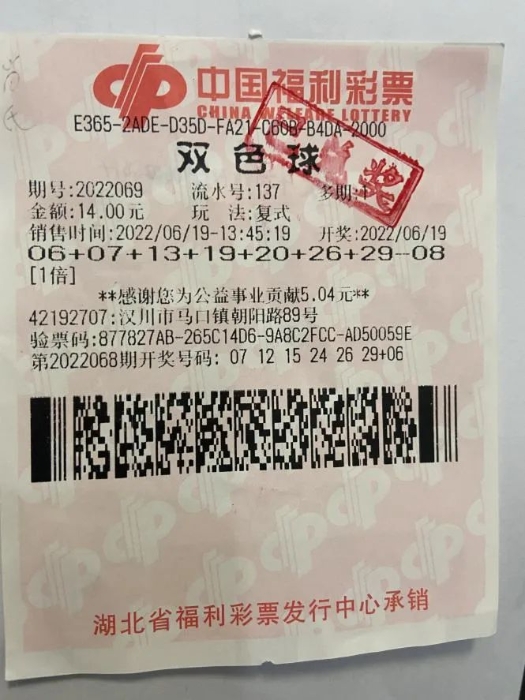 中国福利彩票
CHINA WELFARE LOTTERY
E365-2ADE-D35D-FA21-C60B-B4DA-2000
双色球
期号:2022069 流水号:137 多期:1
金额:14.00元 玩 法:复式
销售时间:2022/06/19-13:45:19 开奖:2022/06/19
06+07+13+19+20+26+29-08
[1倍]
**感谢您为公益事业贡献5.04元**
42192707:汉川市马口镇朝阳路89号
验票码:877827AB-265C14D6-9A8C2FCC-AD50059E
第2022068期开奖号码: 07 12 15 24 26 29+06
湖北省福利彩票发行中心承销